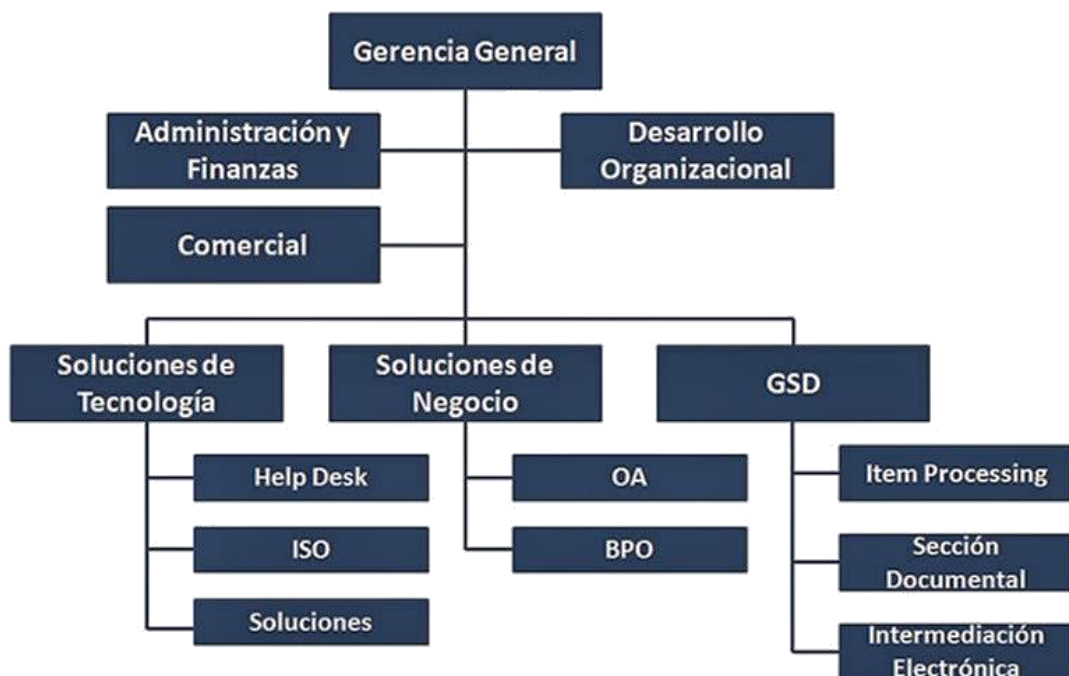 Gerencia General
Administración y
Finanzas
Desarrollo
Organizacional
Comercial
Soluciones de
Tecnología
Soluciones de
Negocio
GSD
Help Desk
ISO
Soluciones
OA
BPO
Item Processing
Sección
Documental
Intermediación
Electrónica